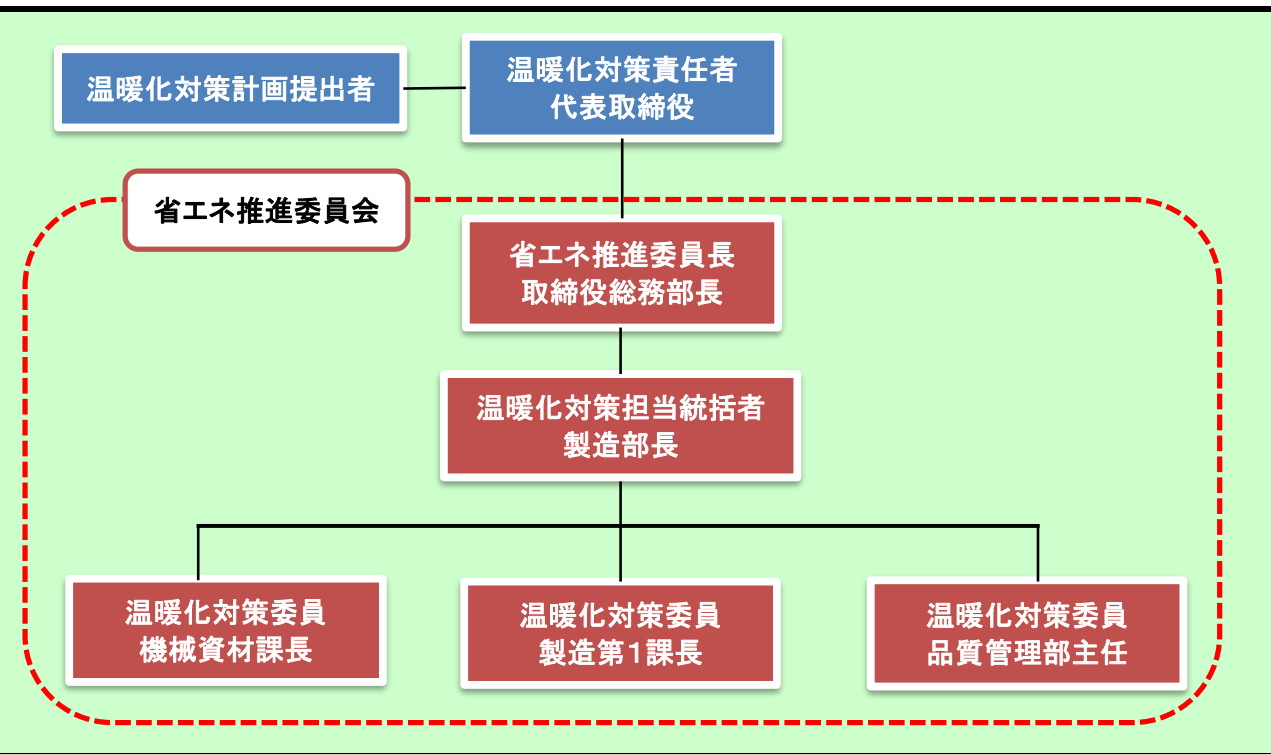 温暖化対策計画提出者
温暖化対策責任者
代表取締役
省エネ推進委員会
省エネ推進委員長
取締役総務部長
温暖化対策担当統括者
製造部長
温暖化対策委員
機械資材課長
温暖化対策委員
製造第1課長
温暖化対策委員
品質管理部主任